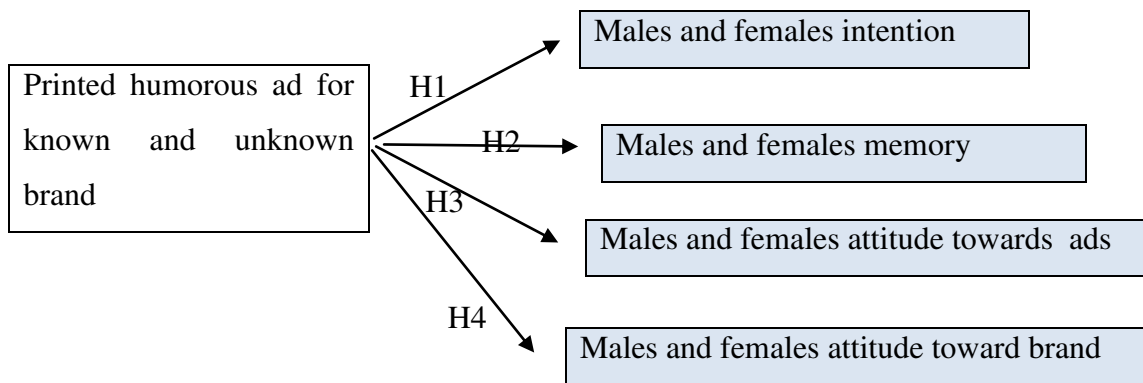 Males and females intention
Printed humorous ad for
known and unknown
brand
H1
H2
Males and females memory
H3
Males and females attitude towards ads
H4
Males and females attitude toward brand